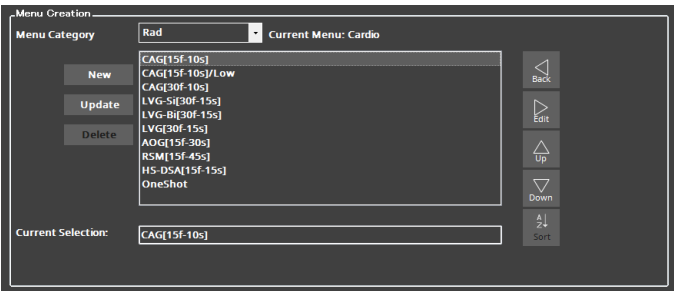 Menu Creation
Menu Category
Rad
Current Menu: Cardio
New
Update
Delete
CAG[15f-10s]
CAG[15f-10s]/Low
CAG[30f-10s]
LVG-Si[30f-15s]
LVG-Bi[30f-15s]
LVG[30f-15s]
AOG[15f-30s]
RSM[15f-45s]
HS-DSA[15f-15s]
OneShot
Back
Edit
Up
Down
A
Z
Sort
Current Selection:
CAG[15f-10s]